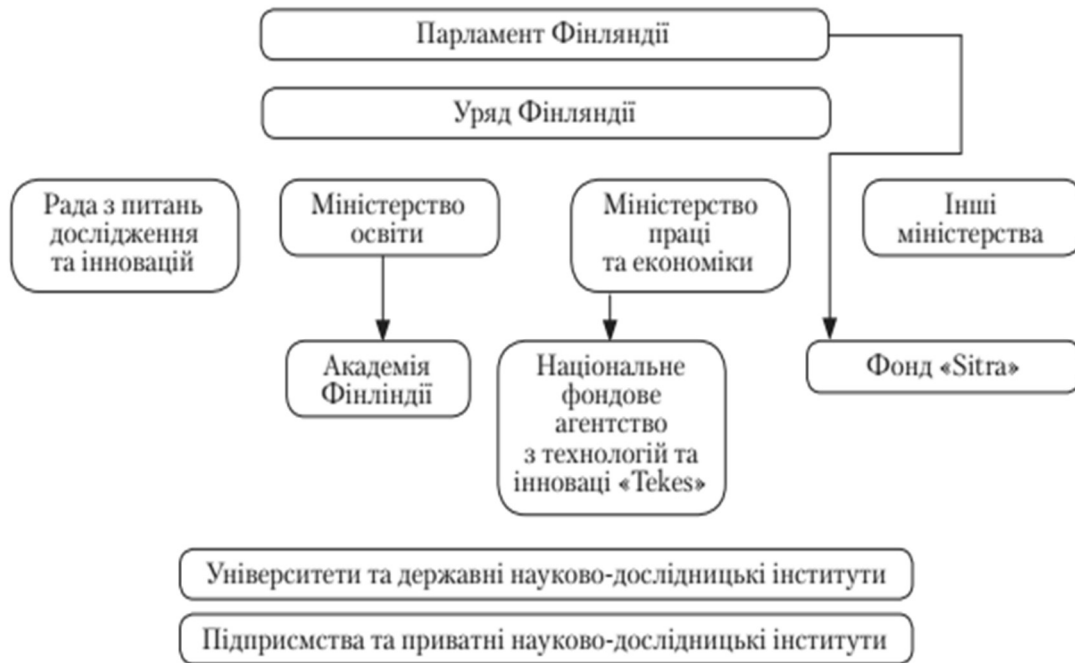 Парламент Фінляндії
Уряд Фінляндії
Рада з питань
дослідження
та інновацій
Міністерство
освіти
Міністерство
праці
та економіки
Інші
міністерства
Академія
Фінліндії
Національне
фондове
агентство
з технологій та
інноваці «Tekes»
Фонд «Sitra»
Університети та державні науково-дослідницькі інститути
Підприємства та приватні науково-дослідницькі інститути